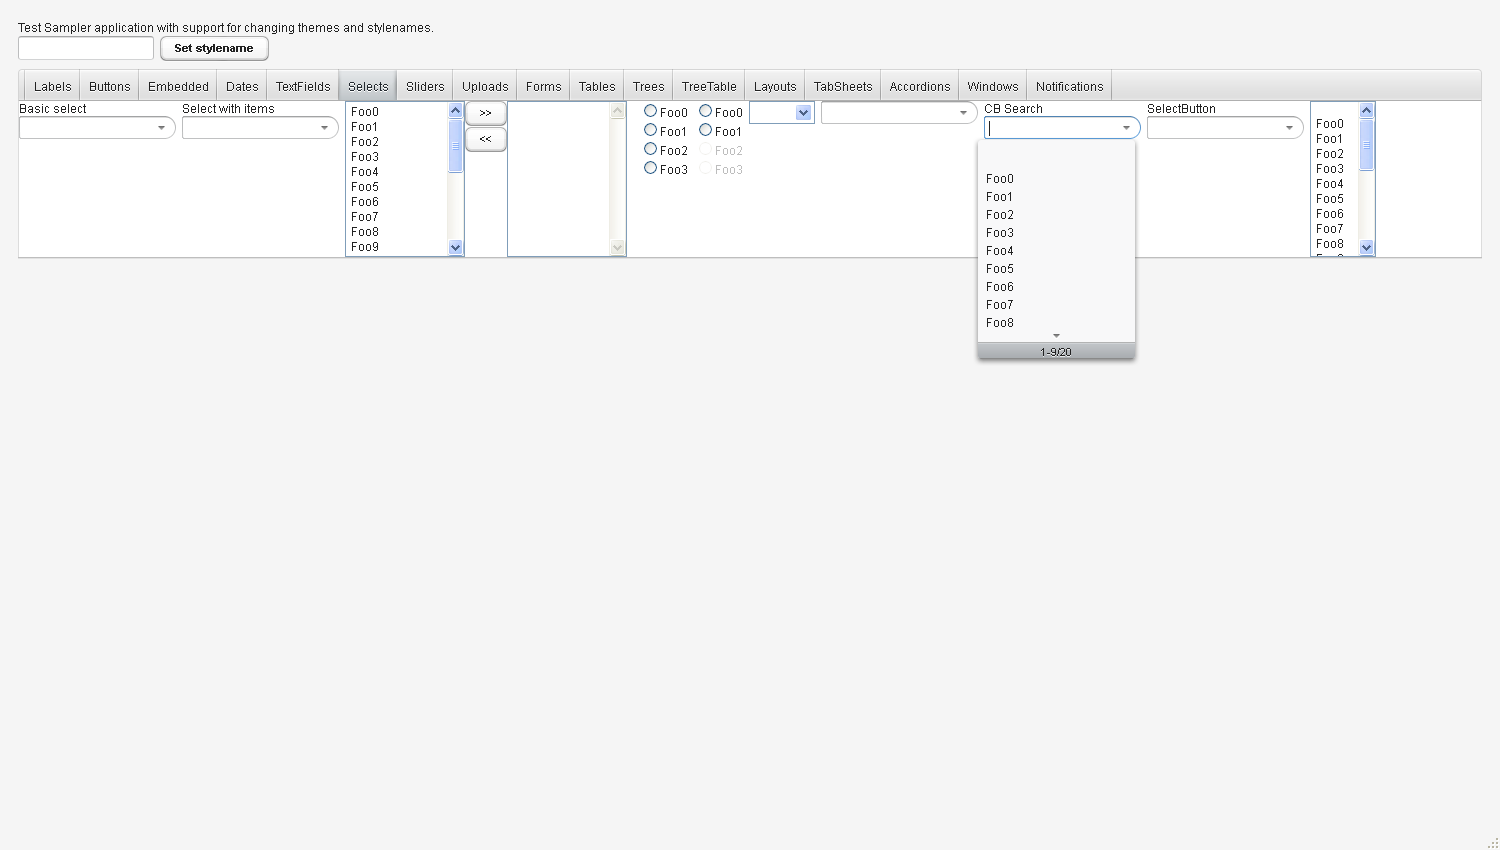 Test Sampler application with support for changing themes and stylenames.
Set stylename
Labels Buttons Embedded Dates TextFields Selects Sliders Uploads Forms Tables Trees TreeTable Layouts TabSheets Accordions Windows Notifications
Basic select
Select with items
Foo0
Foo1
Foo2
Foo3
Foo4
Foo5
Foo6
Foo7
Foo8
Foo9
>>
<<
Foo0
Foo1
Foo2
Foo3
Foo0
Foo1
Foo2
Foo3
CB Search
Foo0
Foo1
Foo2
Foo3
Foo4
Foo5
Foo6
Foo7
Foo8
1-9/20
SelectButton
Foo0
Foo1
Foo2
Foo3
Foo4
Foo5
Foo6
Foo7
Foo8